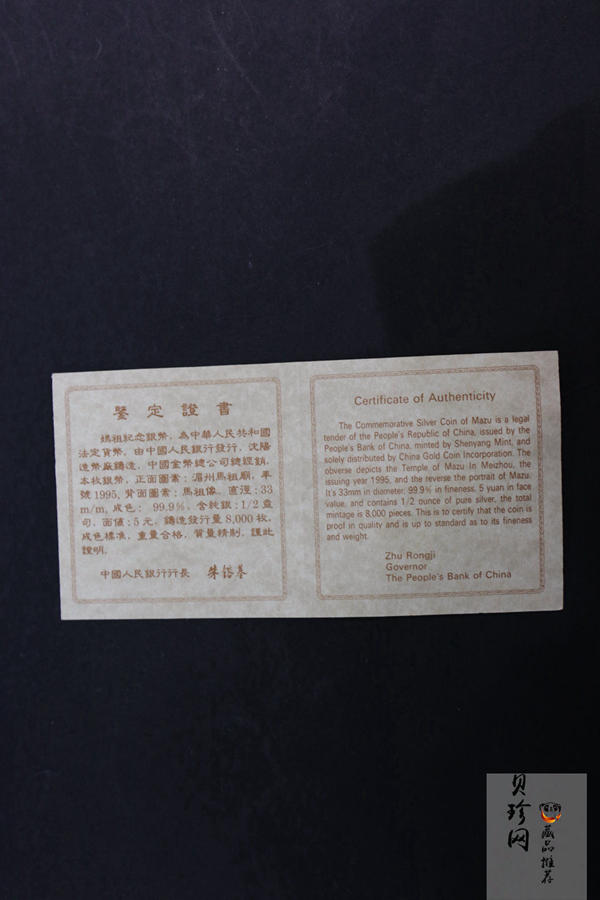 鑒定證書
媽祖紀念銀幣，為中華人民共和國
法定貨幣，由中國人民銀行發行，沈陽
造幣廠鑄造，中國金幣總公司總經銷。
本枚銀幣，正面圖案：湄州馬祖廟，年
號1995，背面圖案：馬祖像。直徑：33
m/m，成色： 99.9%，含純銀：1/2盎
司，面值：5元，鑄造發行量8,000枚，
成色標准，重量合格，質量精制，謹此
證明。
中國人民銀行行長 朱镕基
Certificate of Authenticity
The Commemorative Silver Coin of Mazu is a legal
tender of the People's Republic of China, issued by the
People's Bank of China, minted by Shenyang Mint, and
solely distributed by China Gold Coin Incorporation. The
obverse depicts the Temple of Mazu In Meizhou, the
issuing year 1995, and the reverse the portrait of Mazu.
It's 33mm in diameter, 99.9% in fineness, 5 yuan in face
value, and contains 1/2 ounce of pure silver, the total
mintage is 8,000 pieces. This is to certify that the coin is
proof in quality and is up to standard as to its fineness
and weight.
Zhu Rongji
Governor
The People's Bank of China
贝珍网
藏品推荐